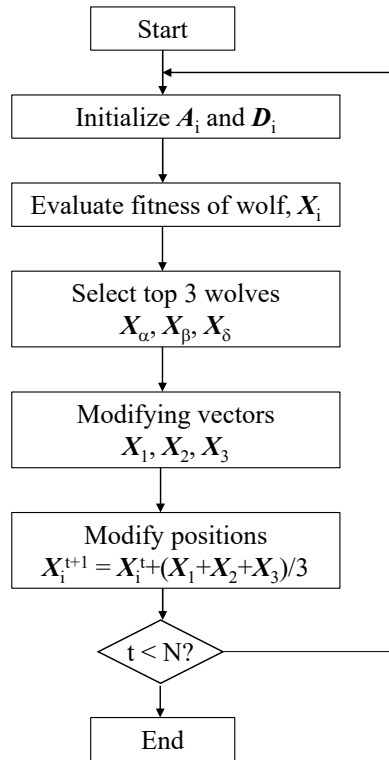 Start
Initialize A_i and D_i
Evaluate fitness of wolf, X_i
Select top 3 wolves
X_α, X_β, X_δ
Modifying vectors
X_1, X_2, X_3
Modify positions
X_i^{t+1} = X_i^t+(X_1+X_2+X_3)/3
t < N?
End